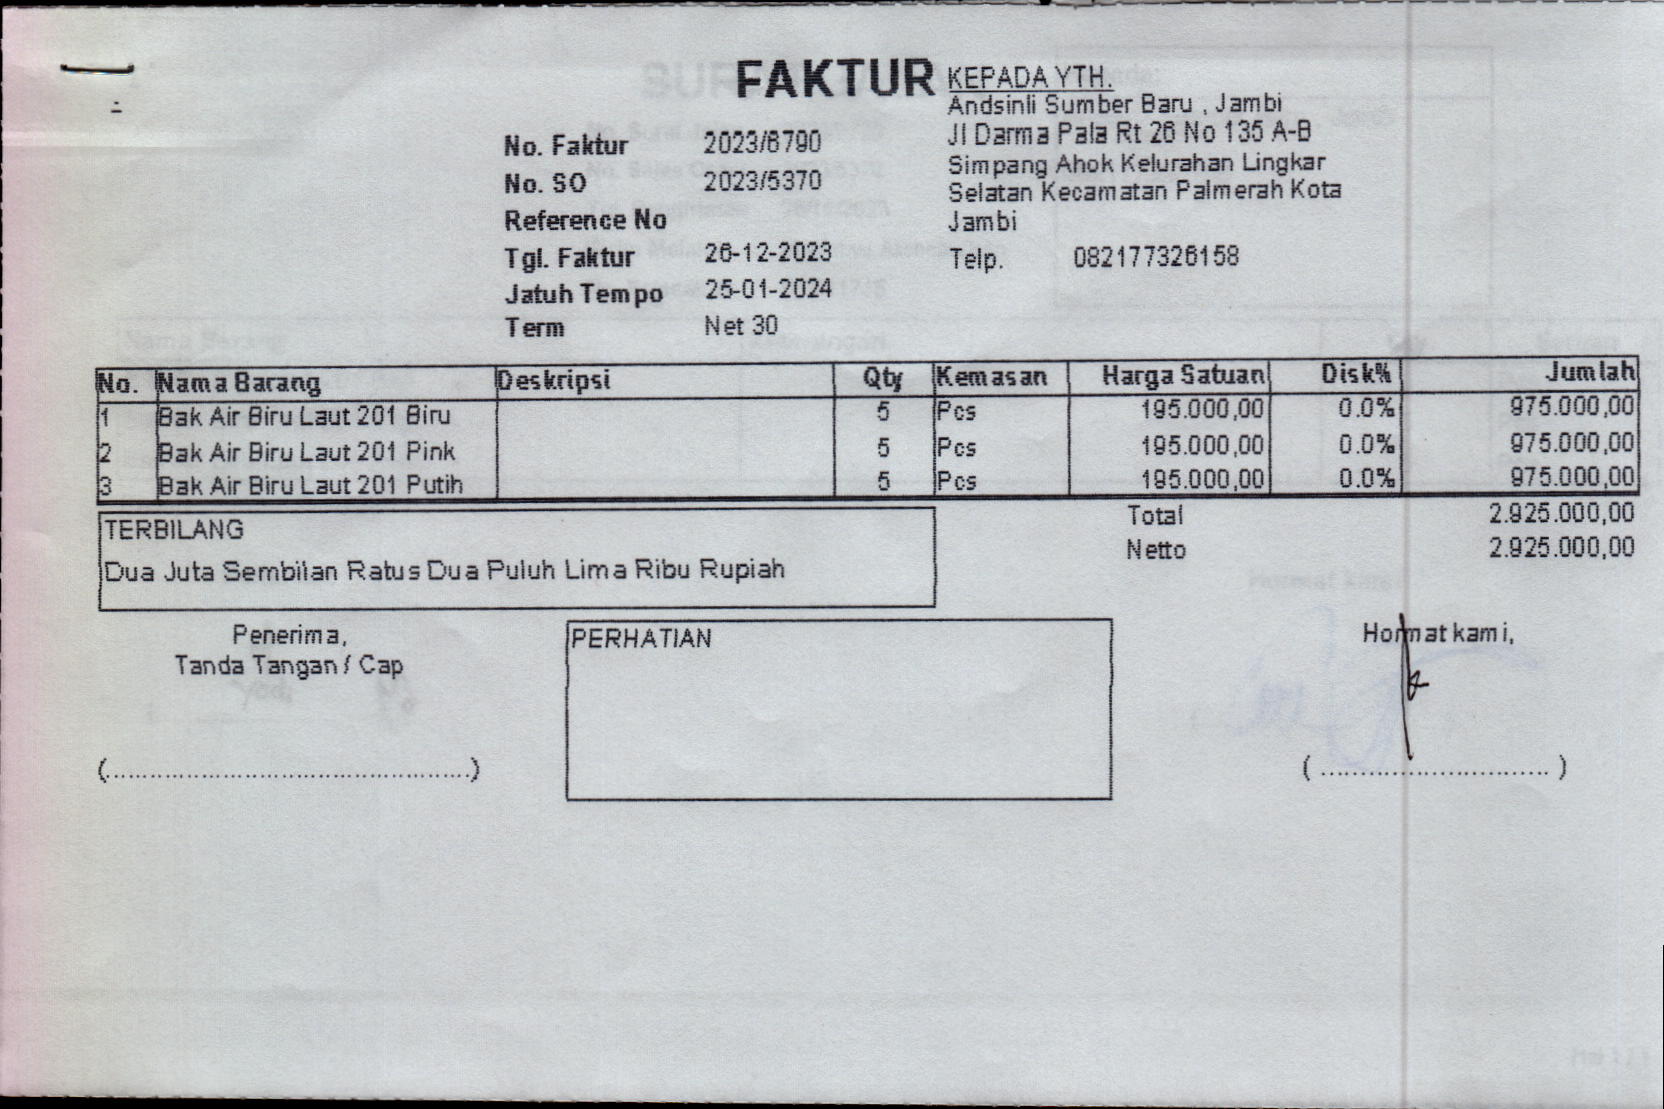 FAKTUR
KEPADA YTH.
Andsinli Sumber Baru , Jambi
Jl Darma Pala Rt 26 No 135 A-B
Simpang Ahok Kelurahan Lingkar
Selatan Kecamatan Palmerah Kota
Jambi
Telp. 082177326158
No. Faktur 2023/6790
No. SO 2023/5370
Reference No
Tgl. Faktur 26-12-2023
Jatuh Tempo 25-01-2024
Term Net 30
No. Nama Barang Deskripsi Qty Kemasan Harga Satuan Disk% Jumlah
1 Bak Air Biru Laut 201 Biru 5 Pcs 195.000,00 0.0% 975.000,00
2 Bak Air Biru Laut 201 Pink 5 Pcs 195.000,00 0.0% 975.000,00
3 Bak Air Biru Laut 201 Putih 5 Pcs 195.000,00 0.0% 975.000,00
Total 2.925.000,00
Netto 2.925.000,00
TERBILANG
Dua Juta Sembilan Ratus Dua Puluh Lima Ribu Rupiah
Penerima,
Tanda Tangan / Cap
(..................................................)
PERHATIAN
Hormat kami,
( ............................... )